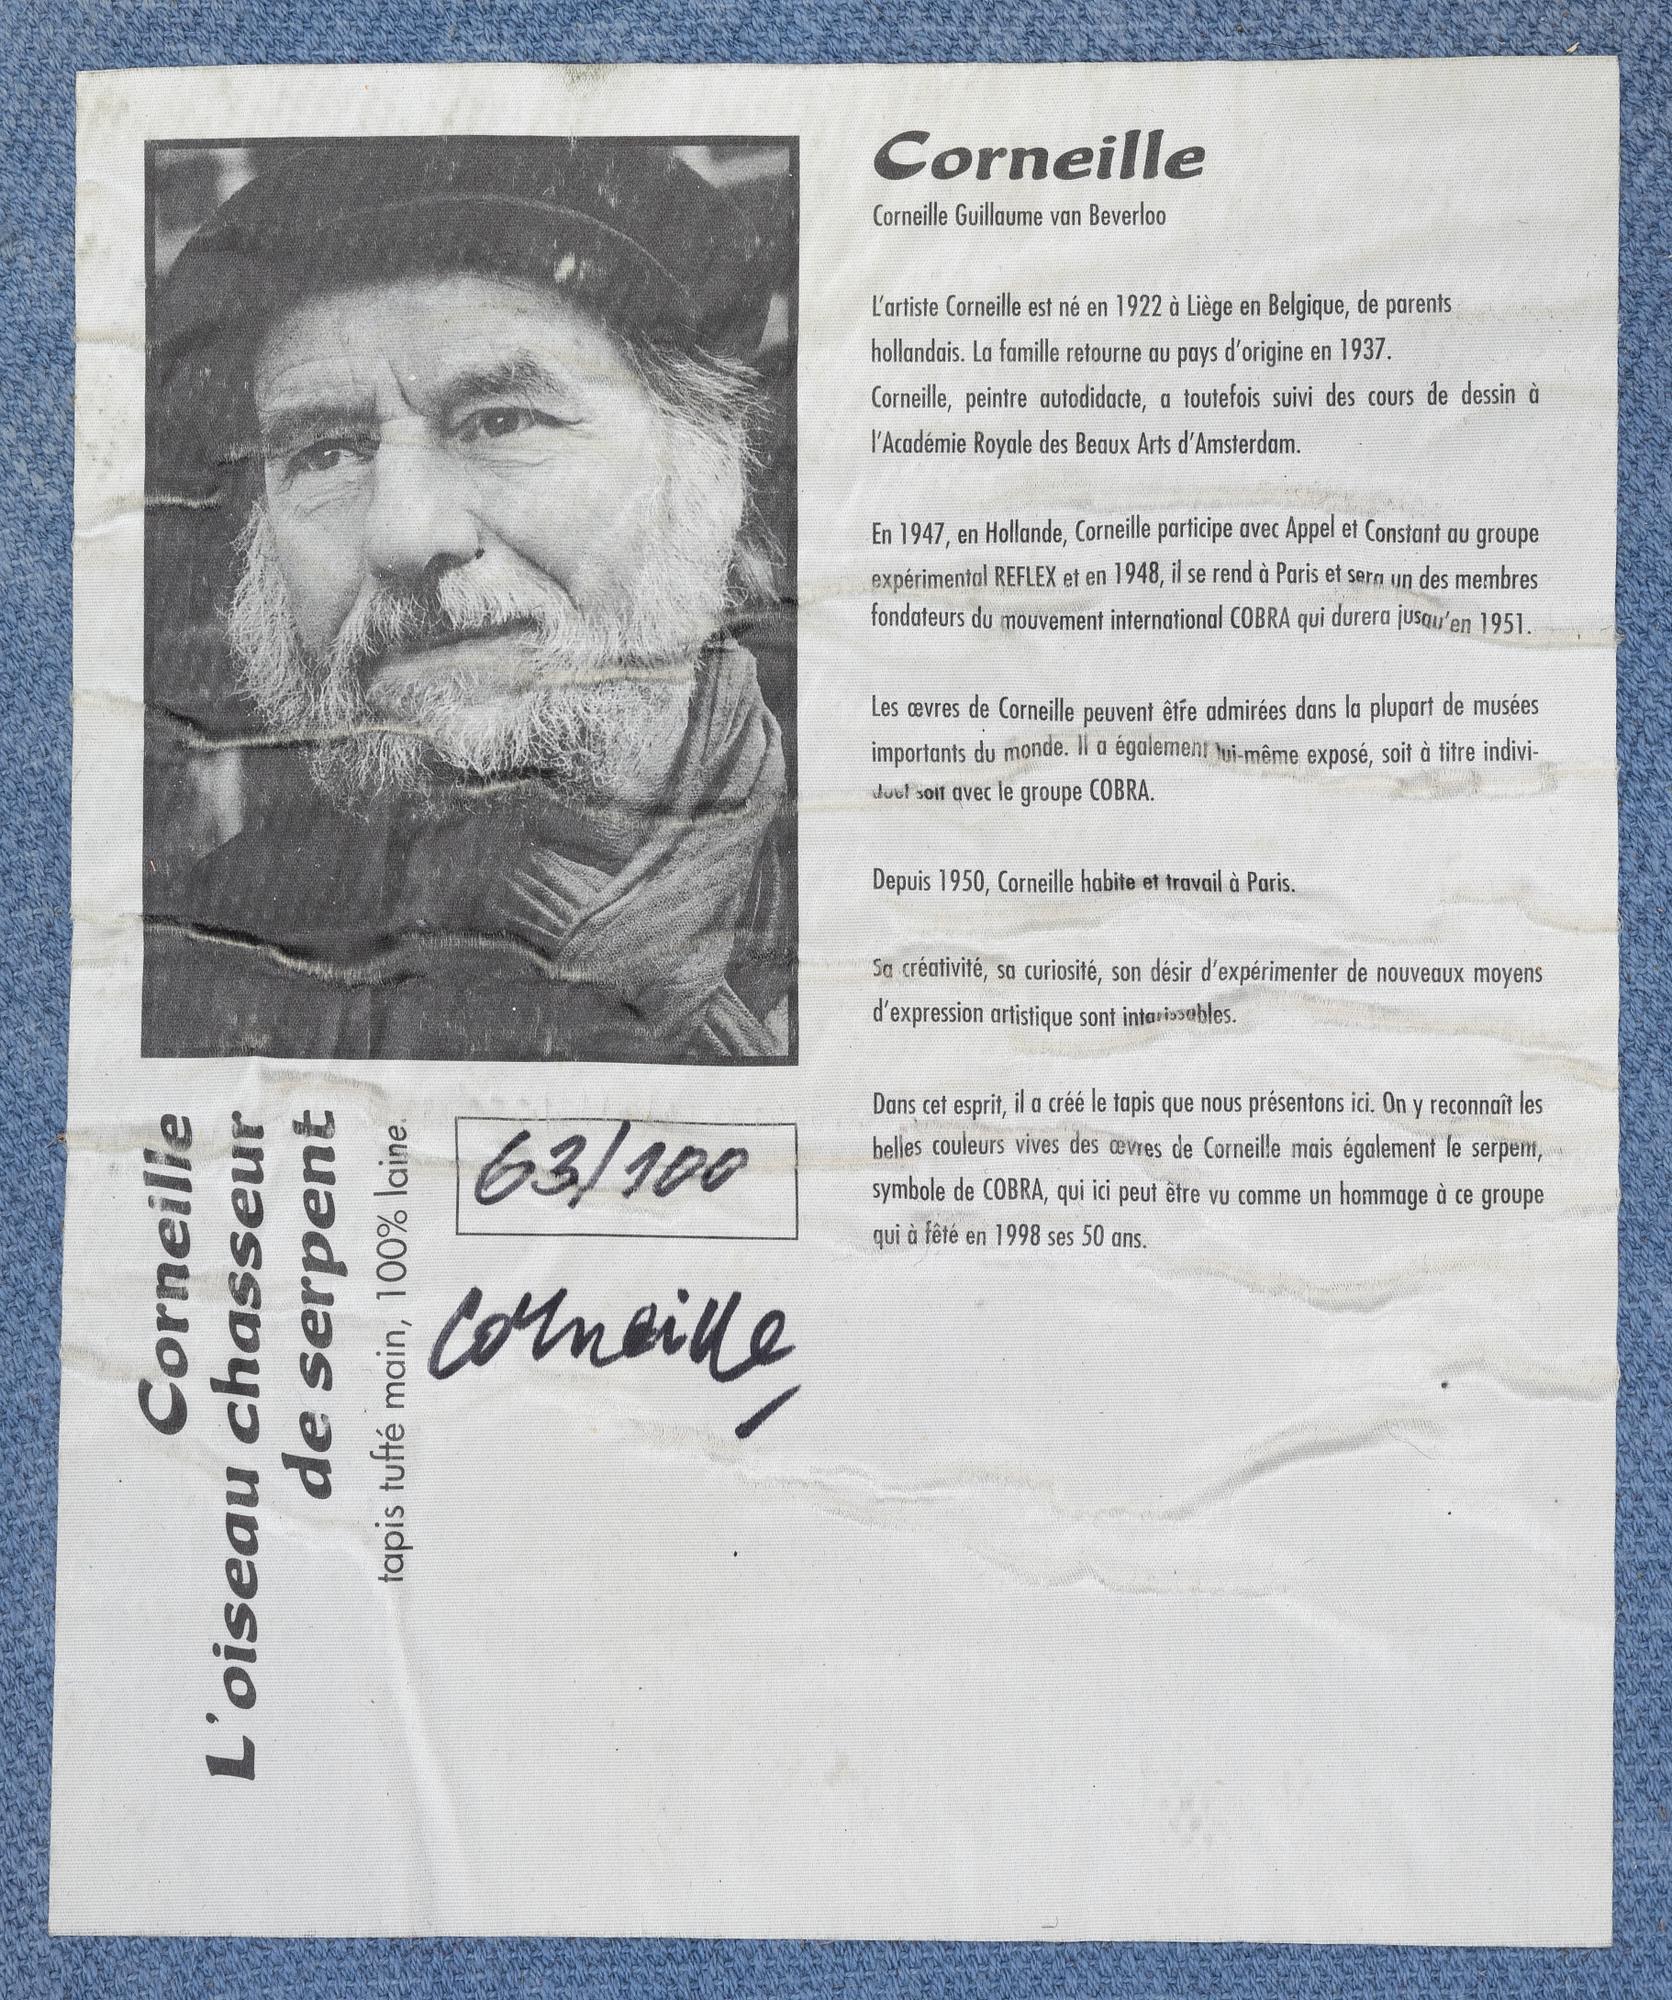 Corneille
Corneille Guillaume van Beverloo
L'artiste Corneille est né en 1922 à Liège en Belgique, de parents
hollandais. La famille retourne au pays d'origine en 1937.
Corneille, peintre autodidacte, a toutefois suivi des cours de dessin à
l'Académie Royale des Beaux Arts d'Amsterdam.
En 1947, en Hollande, Corneille participe avec Appel et Constant au groupe
expérimental REFLEX et en 1948, il se rend à Paris et sera un des membres
fondateurs du mouvement international COBRA qui durera jusqu'en 1951.
Les œvres de Corneille peuvent être admirées dans la plupart de musées
importants du monde. Il a également lui-même exposé, soit à titre indivi-
duel soit avec le groupe COBRA.
Depuis 1950, Corneille habite et travail à Paris.
Sa créativité, sa curiosité, son désir d'expérimenter de nouveaux moyens
d'expression artistique sont intarissables.
Dans cet esprit, il a créé le tapis que nous présentons ici. On y reconnaît les
belles couleurs vives des œvres de Corneille mais également le serpent,
symbole de COBRA, qui ici peut être vu comme un hommage à ce groupe
qui à fêté en 1998 ses 50 ans.
Corneille
L'oiseau chasseur
de serpent
tapis tufté main, 100% laine.
63/100
Corneille